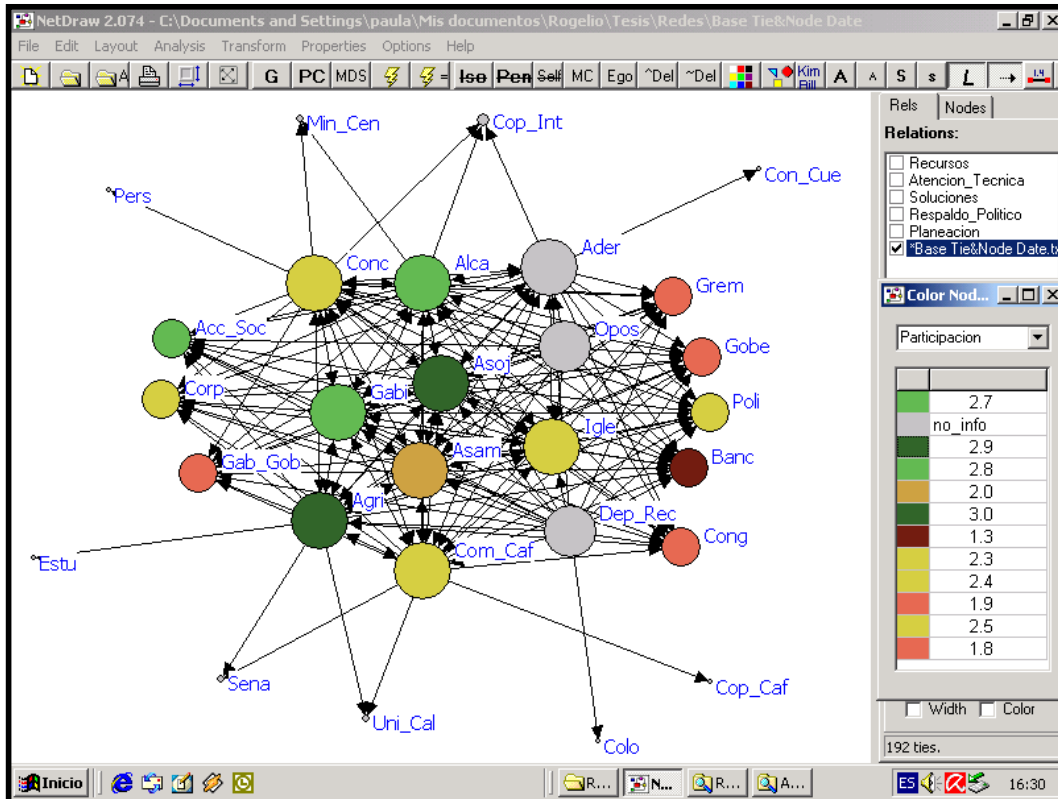 NetDraw 2.074 - C:\Documents and Settings\paula\Mis documentos\Rogelio\Tesis\Redes\Base Tie&Node Date
File Edit Layout Analysis Transform Properties Options Help
A G PC MDS = Iso Pen Self MC Ego ^Del ~Del Kim Bill A A S s L 1.4
Rels Nodes
Relations:
Recursos
Atencion_Tecnica
Soluciones
Respaldo_Politico
Planeacion
*Base Tie&Node Date.tx
Color Nod...
Participacion
2.7
no_info
2.9
2.8
2.0
3.0
1.3
2.3
2.4
1.9
2.5
1.8
Width Color
192 ties.
Min_Cen
Cop_Int
Con_Cue
Pers
Conc
Alca
Ader
Grem
Acc_Soc
Opos
Gobe
Asoj
Corp
Gabi
Poli
Igle
Asam
Banc
Gab_Gob
Agri
Dep_Rec
Cong
Com_Caf
Estu
Sena
Cop_Caf
Uni_Cal
Colo
Inicio
R...
N...
R...
A...
ES
16:30